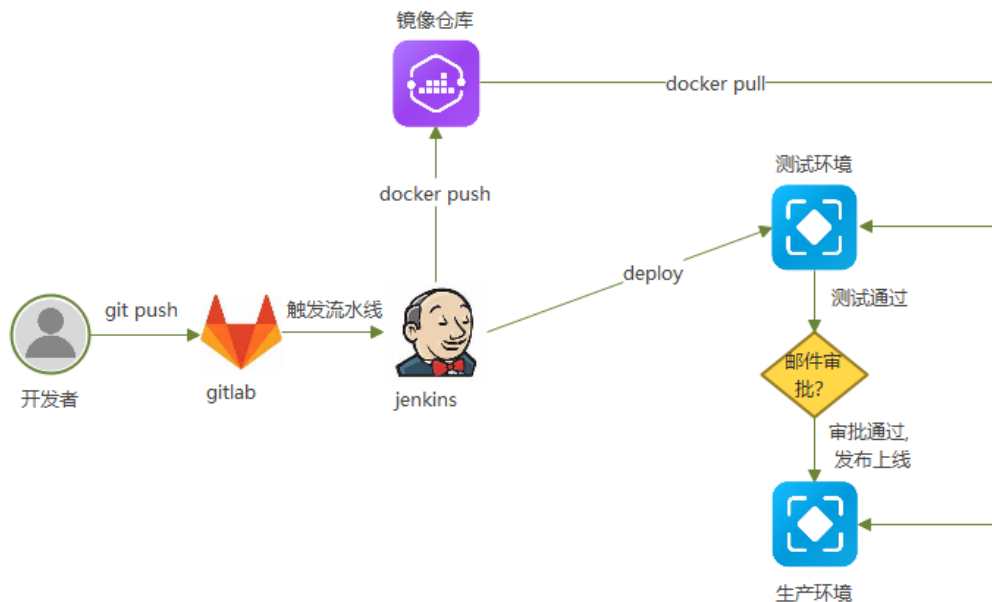 镜像仓库
docker pull
测试环境
docker push
deploy
git push
触发流水线
测试通过
开发者
gitlab
jenkins
邮件审
批?
审批通过,
发布上线
生产环境